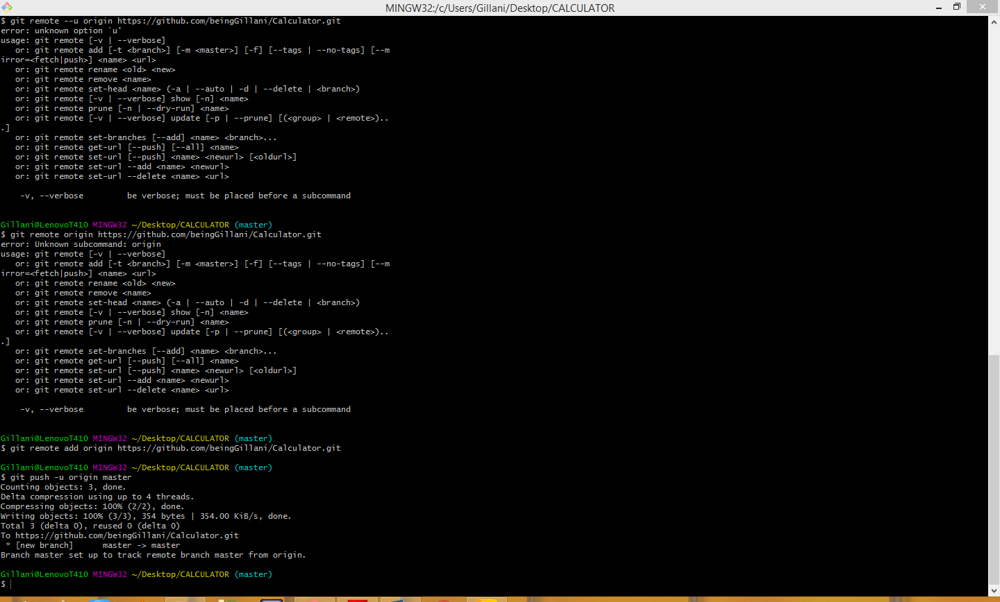 MINGW32:/c/Users/Gillani/Desktop/CALCULATOR
$ git remote --u origin https://github.com/beingGillani/Calculator.git
error: unknown option `u'
usage: git remote [-v | --verbose]
   or: git remote add [-t <branch>] [-m <master>] [-f] [--tags | --no-tags] [--m
irror=<fetch|push>] <name> <url>
   or: git remote rename <old> <new>
   or: git remote remove <name>
   or: git remote set-head <name> (-a | --auto | -d | --delete | <branch>)
   or: git remote [-v | --verbose] show [-n] <name>
   or: git remote prune [-n | --dry-run] <name>
   or: git remote [-v | --verbose] update [-p | --prune] [(<group> | <remote>)..
.]
   or: git remote set-branches [--add] <name> <branch>...
   or: git remote get-url [--push] [--all] <name>
   or: git remote set-url [--push] <name> <newurl> [<oldurl>]
   or: git remote set-url --add <name> <newurl>
   or: git remote set-url --delete <name> <url>
    -v, --verbose         be verbose; must be placed before a subcommand
Gillani@LenovoT410 MINGW32 ~/Desktop/CALCULATOR (master)
$ git remote origin https://github.com/beingGillani/Calculator.git
error: Unknown subcommand: origin
usage: git remote [-v | --verbose]
   or: git remote add [-t <branch>] [-m <master>] [-f] [--tags | --no-tags] [--m
irror=<fetch|push>] <name> <url>
   or: git remote rename <old> <new>
   or: git remote remove <name>
   or: git remote set-head <name> (-a | --auto | -d | --delete | <branch>)
   or: git remote [-v | --verbose] show [-n] <name>
   or: git remote prune [-n | --dry-run] <name>
   or: git remote [-v | --verbose] update [-p | --prune] [(<group> | <remote>)..
.]
   or: git remote set-branches [--add] <name> <branch>...
   or: git remote get-url [--push] [--all] <name>
   or: git remote set-url [--push] <name> <newurl> [<oldurl>]
   or: git remote set-url --add <name> <newurl>
   or: git remote set-url --delete <name> <url>
    -v, --verbose         be verbose; must be placed before a subcommand
Gillani@LenovoT410 MINGW32 ~/Desktop/CALCULATOR (master)
$ git remote add origin https://github.com/beingGillani/Calculator.git
Gillani@LenovoT410 MINGW32 ~/Desktop/CALCULATOR (master)
$ git push -u origin master
Counting objects: 3, done.
Delta compression using up to 4 threads.
Compressing objects: 100% (2/2), done.
Writing objects: 100% (3/3), 354 bytes | 354.00 KiB/s, done.
Total 3 (delta 0), reused 0 (delta 0)
To https://github.com/beingGillani/Calculator.git
 * [new branch]      master -> master
Branch master set up to track remote branch master from origin.
Gillani@LenovoT410 MINGW32 ~/Desktop/CALCULATOR (master)
$